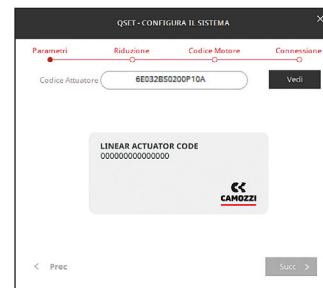 QSET - CONFIGURA IL SISTEMA ×
Parametri Riduzione Codice Motore Connessione
Codice Attuatore 6E032BS0200P10A Vedi
LINEAR ACTUATOR CODE
000000000000000
CAMOZZI
< Prec Succ >